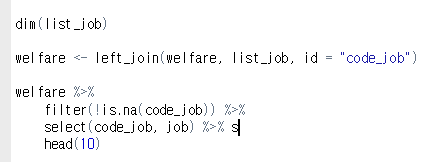 dim(list_job)
welfare <- left_join(welfare, list_job, id = "code_job")
welfare %>%
filter(!is.na(code_job)) %>%
select(code_job, job) %>% s
head(10)